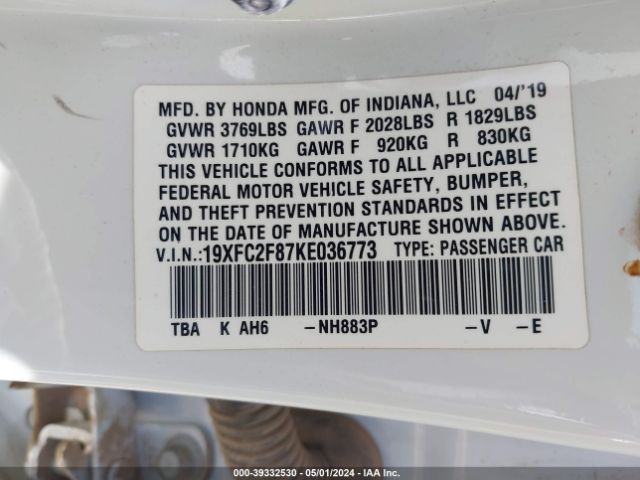 MFD. BY HONDA MFG. OF INDIANA, LLC 04/'19
GVWR 3769LBS GAWR F 2028LBS R 1829LBS
GVWR 1710KG GAWR F 920KG R 830KG
THIS VEHICLE CONFORMS TO ALL APPLICABLE
FEDERAL MOTOR VEHICLE SAFETY, BUMPER,
AND THEFT PREVENTION STANDARDS IN EFFECT
ON THE DATE OF MANUFACTURE SHOWN ABOVE.
V.I.N.:19XFC2F87KE036773 TYPE: PASSENGER CAR
TBA K AH6 -NH883P -V -E
000-39332530 - 05/01/2024 - IAA Inc.